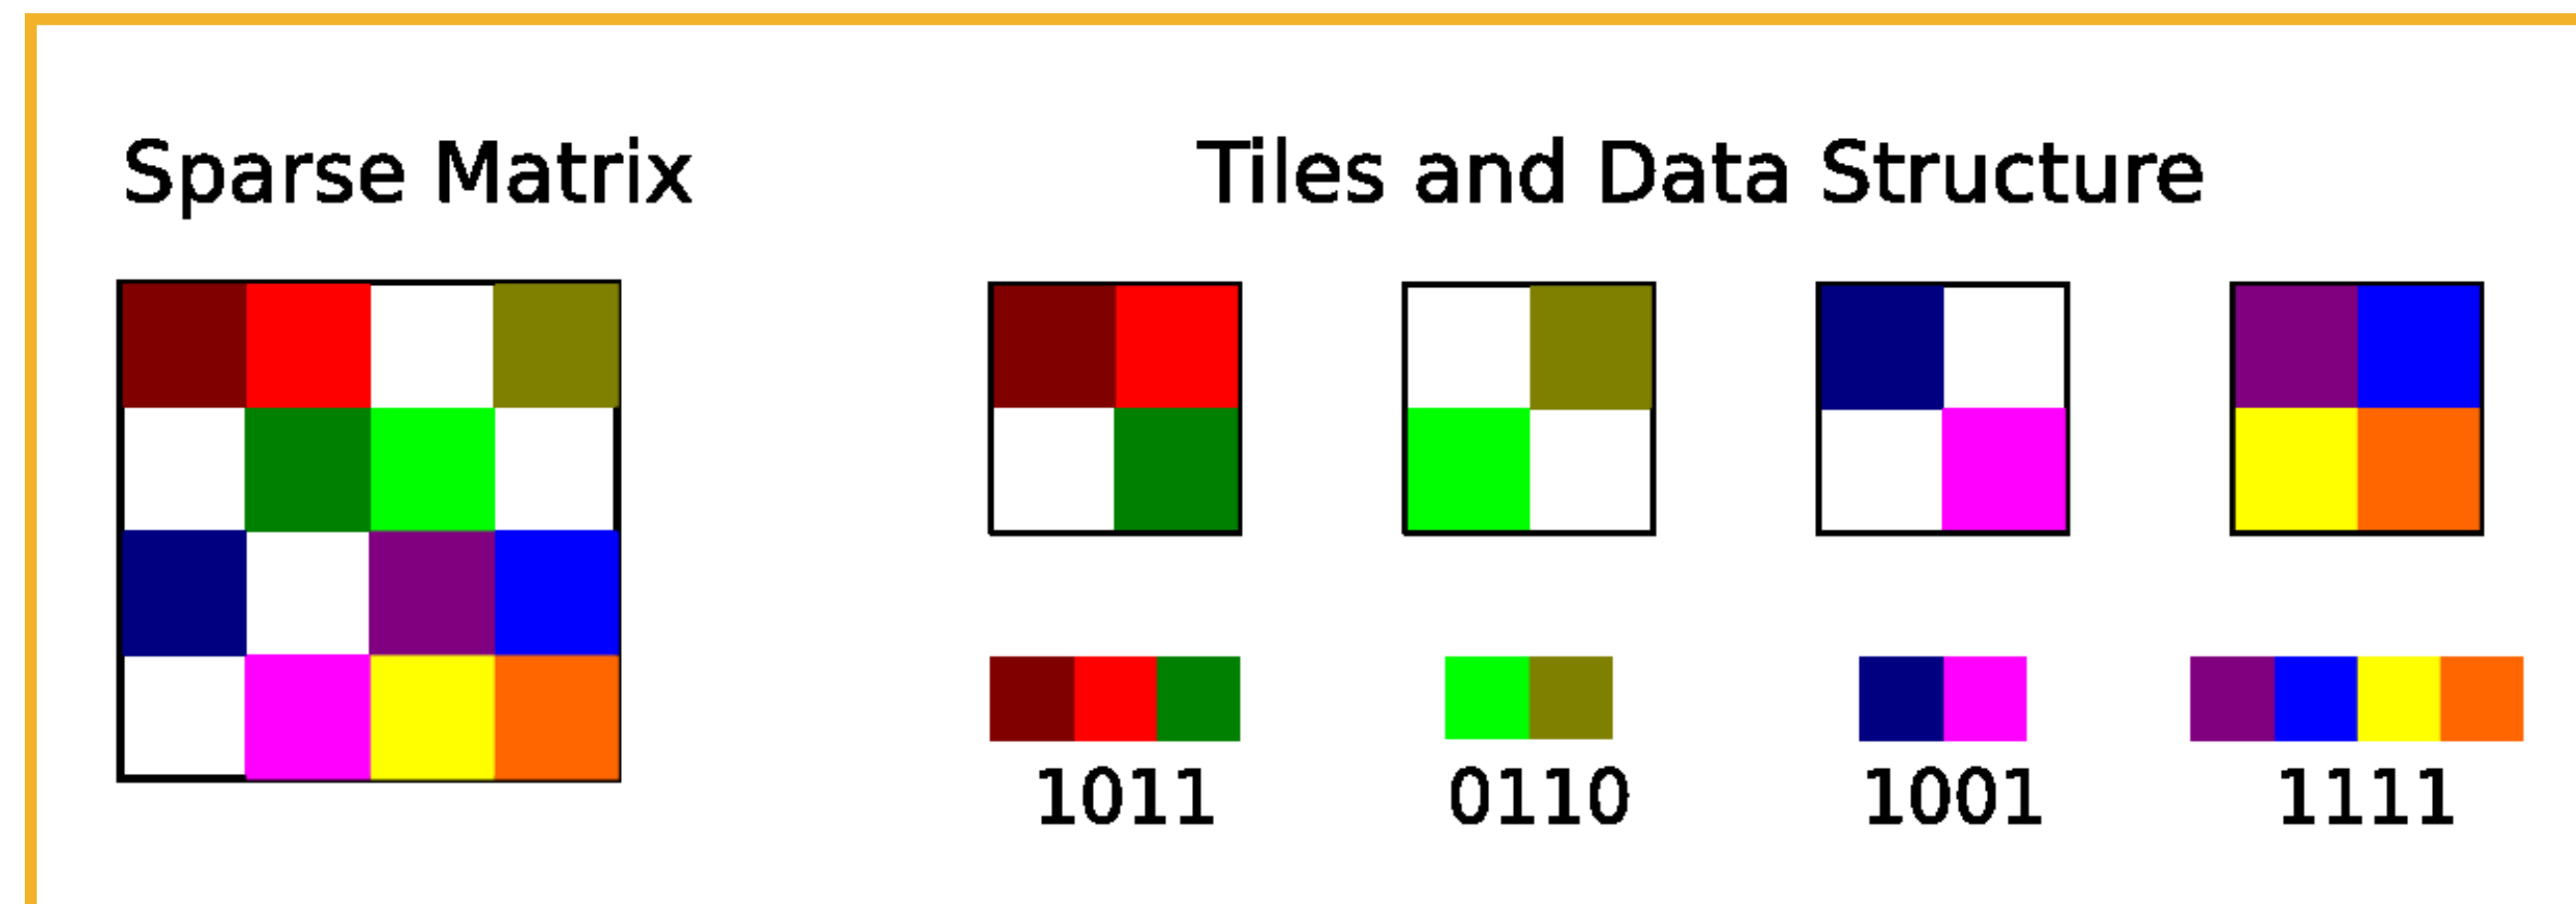 Sparse Matrix
Tiles and Data Structure
1011
0110
1001
1111